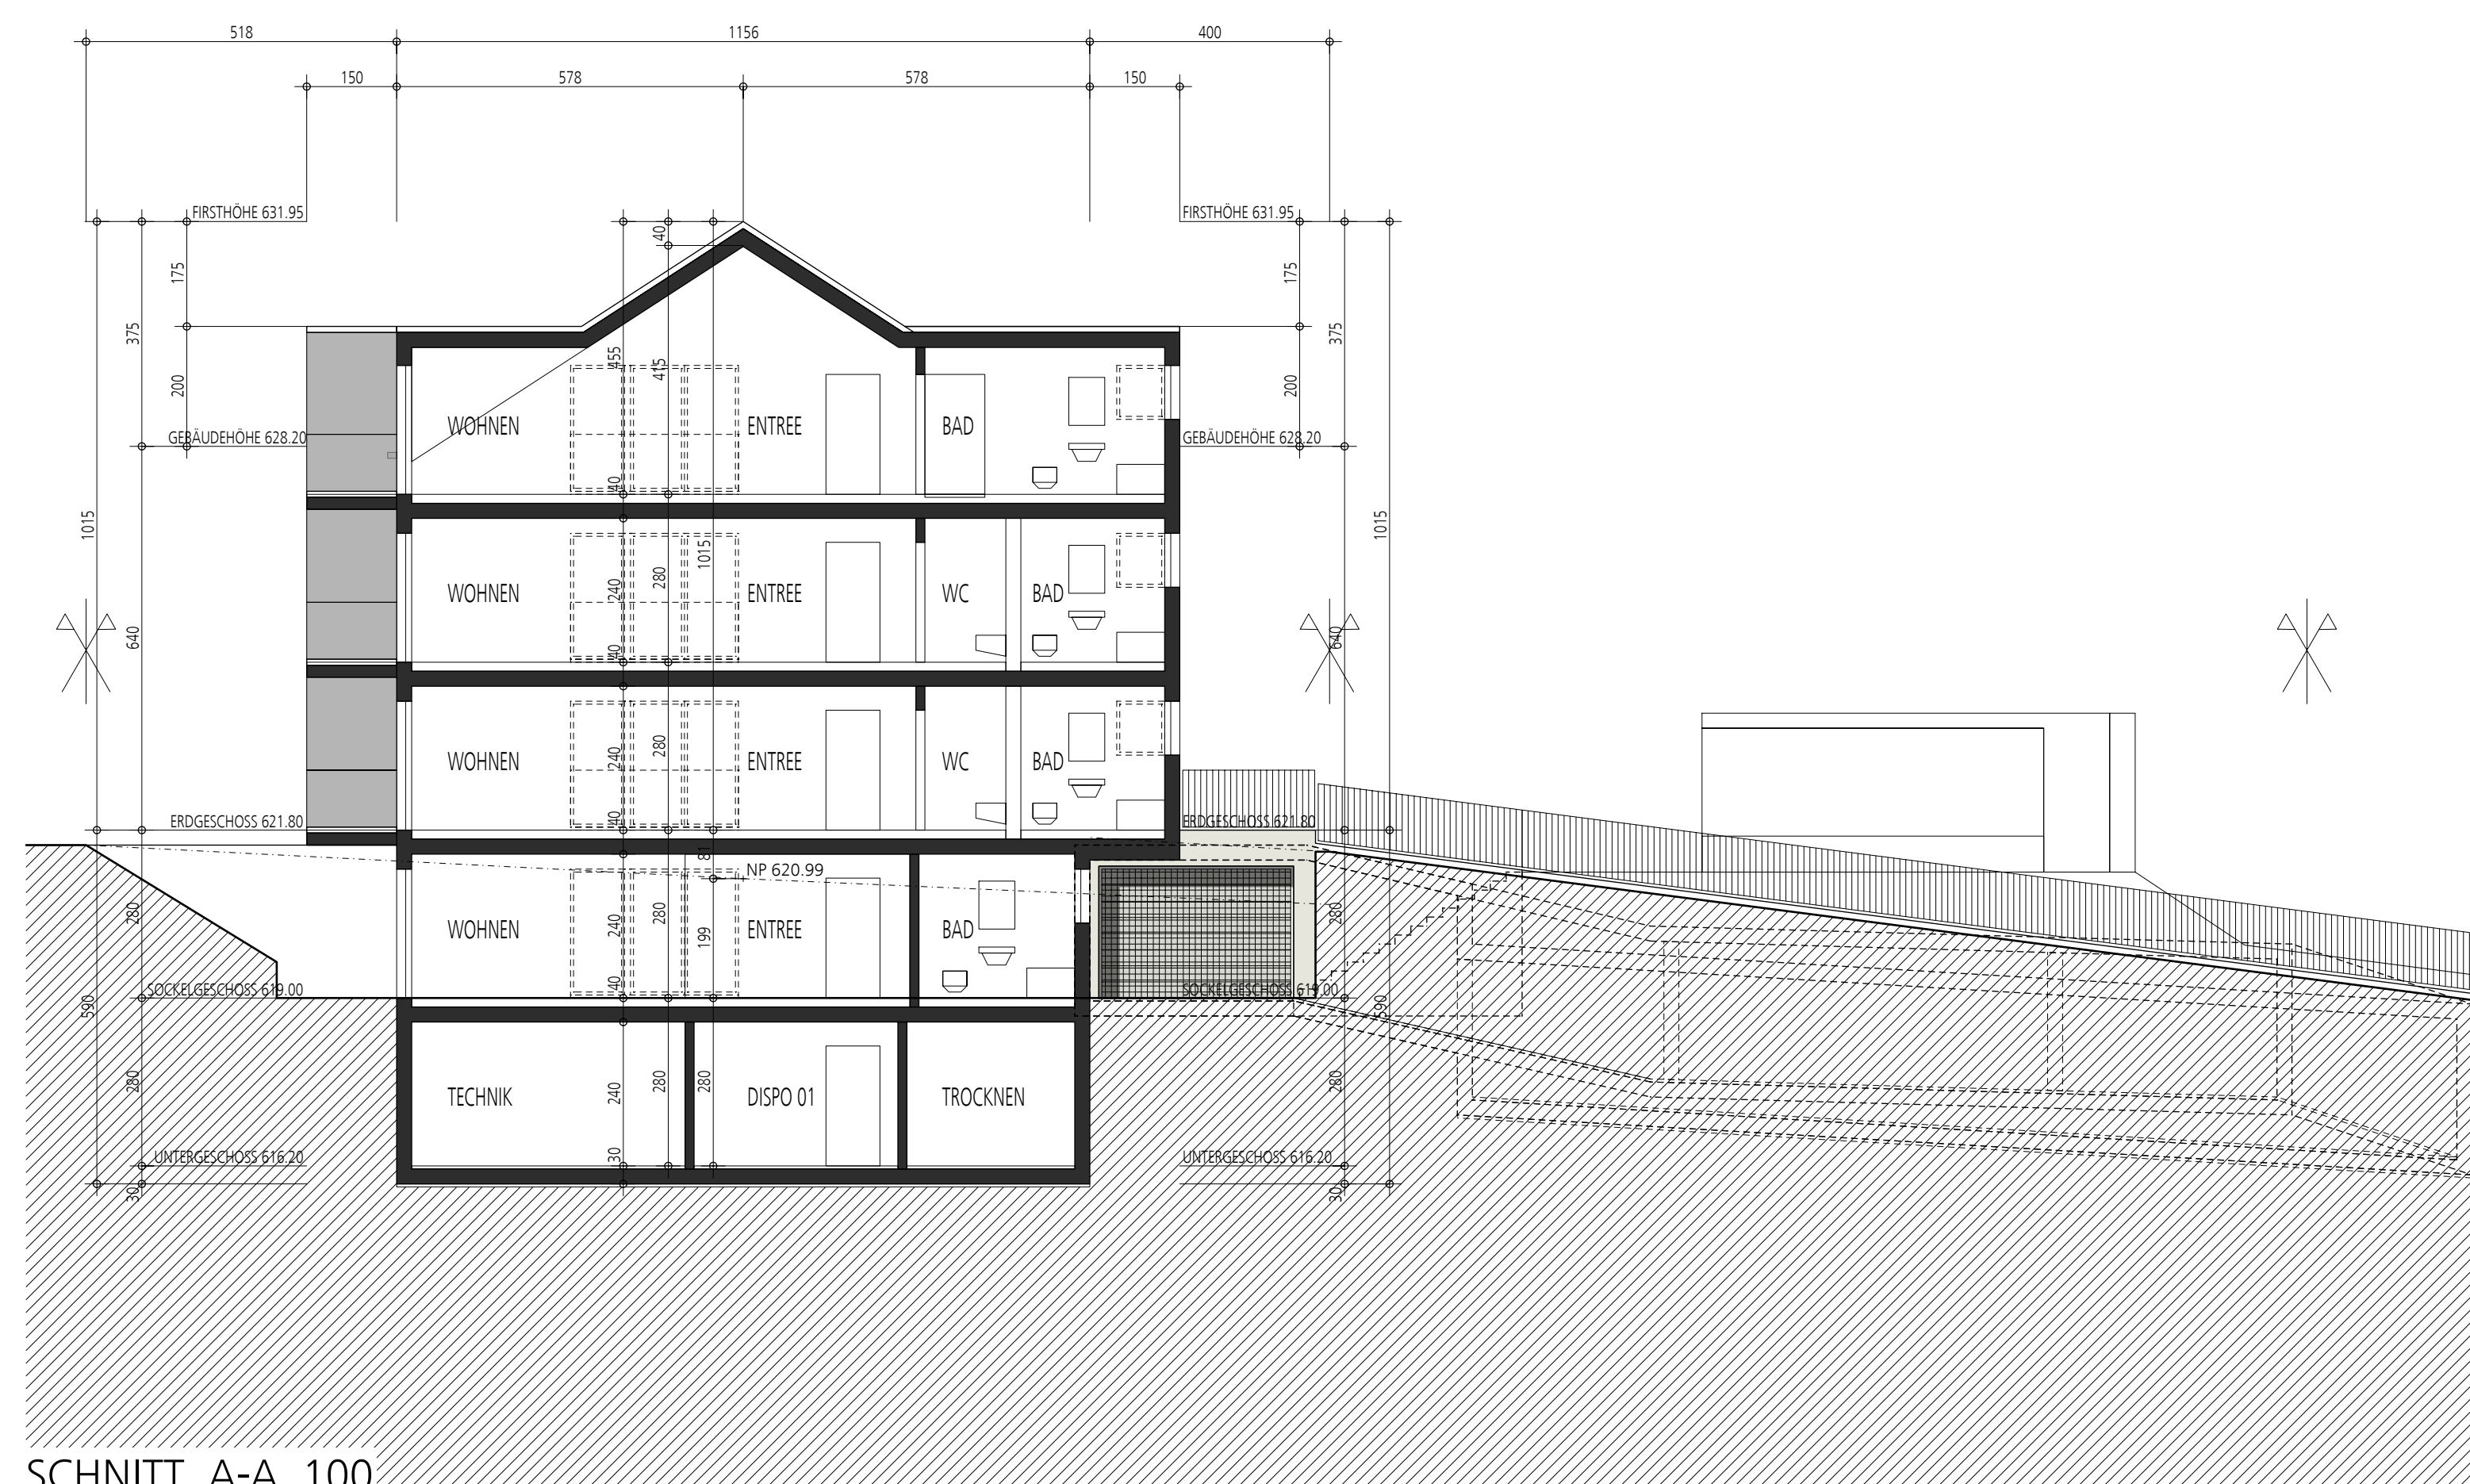 518 1156 400
150 578 578 150
FIRSTHÖHE 631.95 FIRSTHÖHE 631.95
40
175 175
375 375
455 415
200 200
WOHNEN ENTREE BAD
GEBÄUDEHÖHE 628.20 GEBÄUDEHÖHE 628.20
40
1015 1015 1015
280
240
WOHNEN ENTREE WC BAD
640 640
40
280
240
WOHNEN ENTREE WC BAD
40
ERDGESCHOSS 621.80 ERDGESCHOSS 621.80
81
NP 620.99
280 240 280 280
WOHNEN 199 ENTREE BAD
40
SOCKELGESCHOSS 619.00 SOCKELGESCHOSS 619.00
590 590
280 240 280 280 280
TECHNIK DISPO 01 TROCKNEN
30
UNTERGESCHOSS 616.20 UNTERGESCHOSS 616.20
30 30
SCHNITT A-A 100